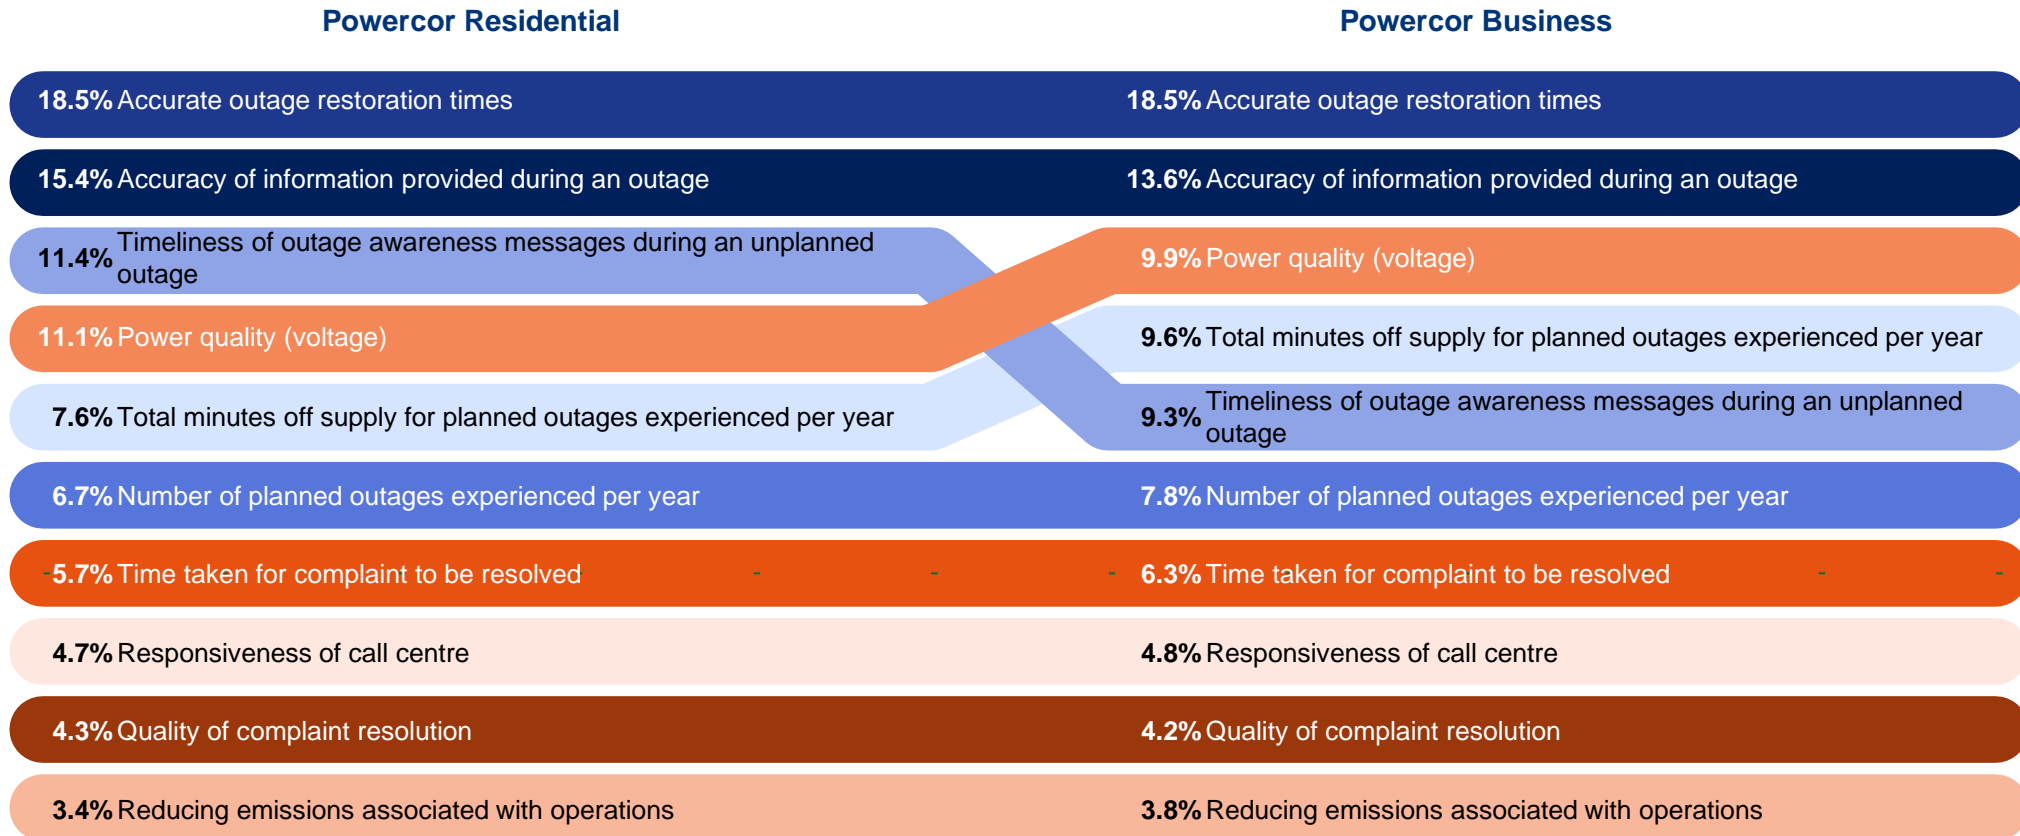 Powercor Residential
Powercor Business
18.5% Accurate outage restoration times
18.5% Accurate outage restoration times
15.4% Accuracy of information provided during an outage
13.6% Accuracy of information provided during an outage
11.4% Timeliness of outage awareness messages during an unplanned
outage
9.9% Power quality (voltage)
11.1% Power quality (voltage)
9.6% Total minutes off supply for planned outages experienced per year
7.6% Total minutes off supply for planned outages experienced per year
9.3% Timeliness of outage awareness messages during an unplanned
outage
6.7% Number of planned outages experienced per year
7.8% Number of planned outages experienced per year
5.7% Time taken for complaint to be resolved
6.3% Time taken for complaint to be resolved
4.7% Responsiveness of call centre
4.8% Responsiveness of call centre
4.3% Quality of complaint resolution
4.2% Quality of complaint resolution
3.4% Reducing emissions associated with operations
3.8% Reducing emissions associated with operations